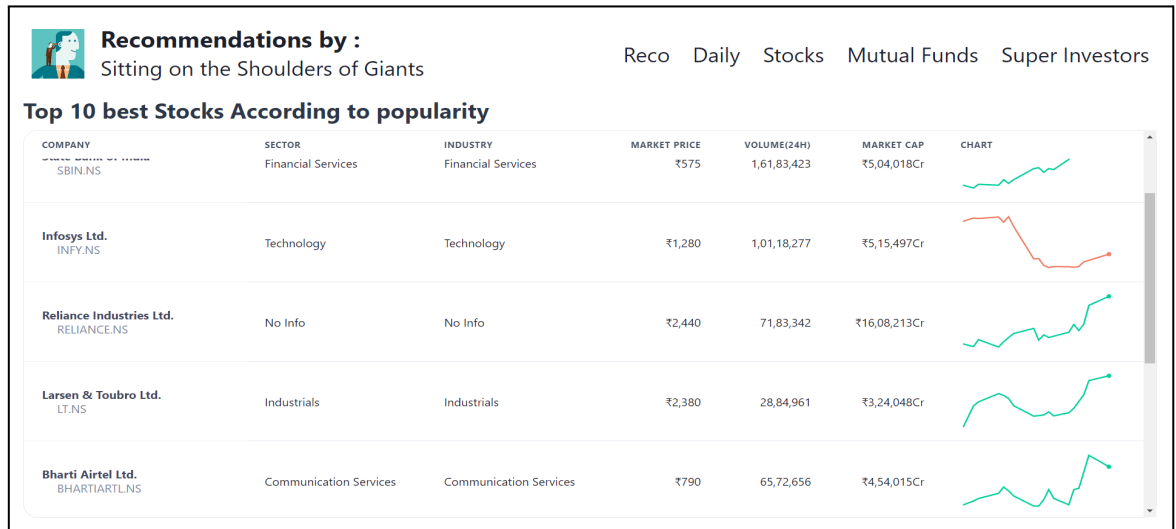 Recommendations by :
Sitting on the Shoulders of Giants
Reco Daily Stocks Mutual Funds Super Investors
Top 10 best Stocks According to popularity
COMPANY SECTOR INDUSTRY MARKET PRICE VOLUME(24H) MARKET CAP CHART
State Bank of India
SBIN.NS Financial Services Financial Services ₹575 1,61,83,423 ₹5,04,018Cr
Infosys Ltd.
INFY.NS Technology Technology ₹1,280 1,01,18,277 ₹5,15,497Cr
Reliance Industries Ltd.
RELIANCE.NS No Info No Info ₹2,440 71,83,342 ₹16,08,213Cr
Larsen & Toubro Ltd.
LT.NS Industrials Industrials ₹2,380 28,84,961 ₹3,24,048Cr
Bharti Airtel Ltd.
BHARTIARTL.NS Communication Services Communication Services ₹790 65,72,656 ₹4,54,015Cr